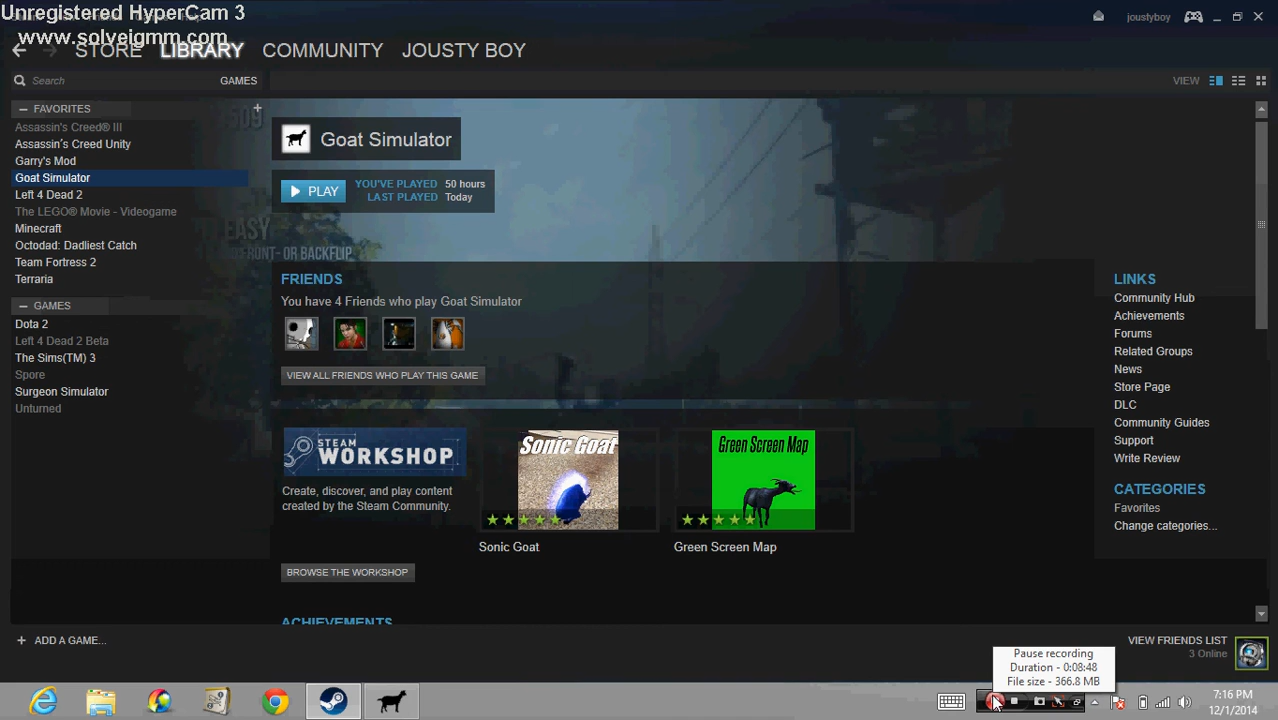 Unregistered HyperCam 3
www.solveigmm.com
joustyboy
STORE LIBRARY COMMUNITY JOUSTY BOY
Search GAMES
VIEW
FAVORITES
Assassin's Creed® III
Assassin's Creed Unity
Garry's Mod
Goat Simulator
Left 4 Dead 2
The LEGO® Movie - Videogame
Minecraft
Octodad: Dadliest Catch
Team Fortress 2
Terraria
GAMES
Dota 2
Left 4 Dead 2 Beta
The Sims(TM) 3
Spore
Surgeon Simulator
Unturned
Goat Simulator
PLAY
YOU'VE PLAYED 50 hours
LAST PLAYED Today
EASY
FRONT- OR BACKFLIP
FRIENDS
You have 4 Friends who play Goat Simulator
VIEW ALL FRIENDS WHO PLAY THIS GAME
STEAM
WORKSHOP
Create, discover, and play content
created by the Steam Community.
Sonic Goat
Sonic Goat
Green Screen Map
Green Screen Map
BROWSE THE WORKSHOP
ACHIEVEMENTS
LINKS
Community Hub
Achievements
Forums
Related Groups
News
Store Page
DLC
Community Guides
Support
Write Review
CATEGORIES
Favorites
Change categories...
ADD A GAME...
VIEW FRIENDS LIST
3 Online
Pause recording
Duration - 0:08:48
File size - 366.8 MB
7:16 PM
12/1/2014